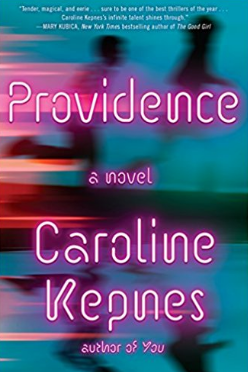 "Tender, magical, and eerie . . . sure to be one of the best thrillers of the year . . .
Caroline Kepnes's infinite talent shines through."
—MARY KUBICA, New York Times bestselling author of The Good Girl
Providence
a novel
Caroline
Kepnes
author of You